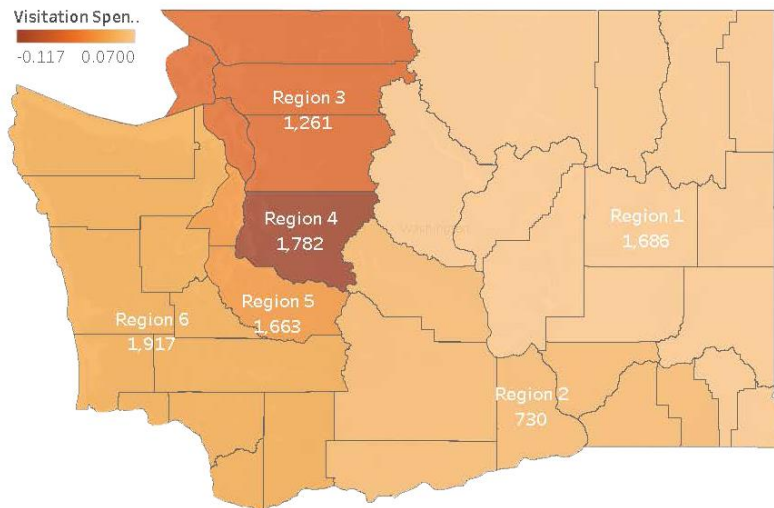 Visitation Spen..
-0.117 0.0700
Region 3
1,261
Region 4
1,782
Washington
Region 1
1,686
Region 5
1,663
Region 6
1,917
Region 2
730